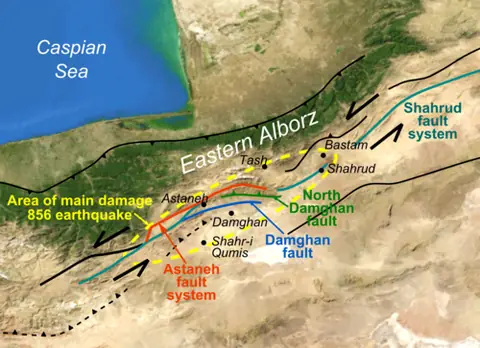 Caspian
Sea
Eastern Alborz
Shahrud
fault
system
Bastam
Tash
Shahrud
Area of main damage
856 earthquake
Astaneh
North
Damghan
fault
Damghan
Shahr-i
Qumis
Damghan
fault
Astaneh
fault
system